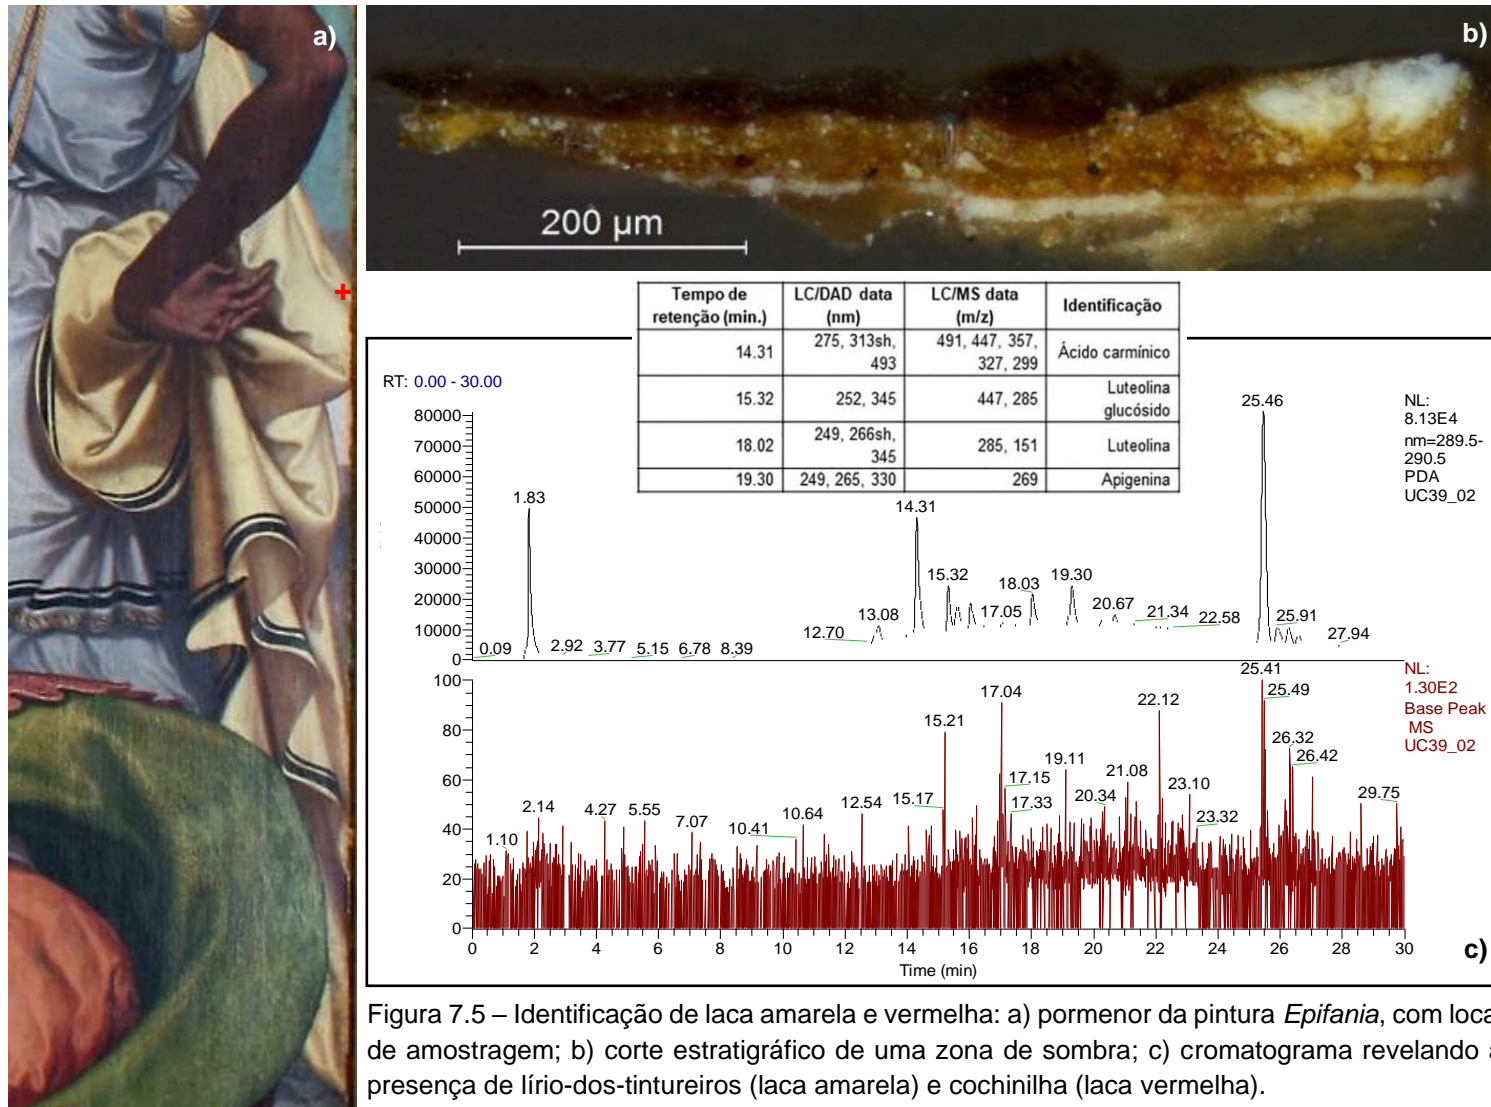 a)
b)
200 µm
Tempo de retenção (min.) LC/DAD data (nm) LC/MS data (m/z) Identificação
14.31 275, 313sh, 493 491, 447, 357, 327, 299 Ácido carmínico
15.32 252, 345 447, 285 Luteolina glucósido
18.02 249, 266sh, 345 285, 151 Luteolina
19.30 249, 265, 330 269 Apigenina
RT: 0.00 - 30.00
80000
70000
60000
50000
40000
30000
20000
10000
0
0.09 1.83 2.92 3.77 5.15 6.78 8.39 12.70 13.08 14.31 15.32 17.05 18.03 19.30 20.67 21.34 22.58 25.46 25.91 27.94
NL:
8.13E4
nm=289.5-
290.5
PDA
UC39_02
100
80
60
40
20
0
1.10 2.14 4.27 5.55 7.07 10.41 10.64 12.54 15.17 15.21 17.04 17.15 17.33 19.11 20.34 21.08 22.12 23.10 23.32 25.41 25.49 26.32 26.42 29.75
NL:
1.30E2
Base Peak
MS
UC39_02
0 2 4 6 8 10 12 14 16 18 20 22 24 26 28 30
Time (min)
c)
Figura 7.5 – Identificação de laca amarela e vermelha: a) pormenor da pintura Epifania, com loca
de amostragem; b) corte estratigráfico de uma zona de sombra; c) cromatograma revelando a
presença de lírio-dos-tintureiros (laca amarela) e cochinilha (laca vermelha).